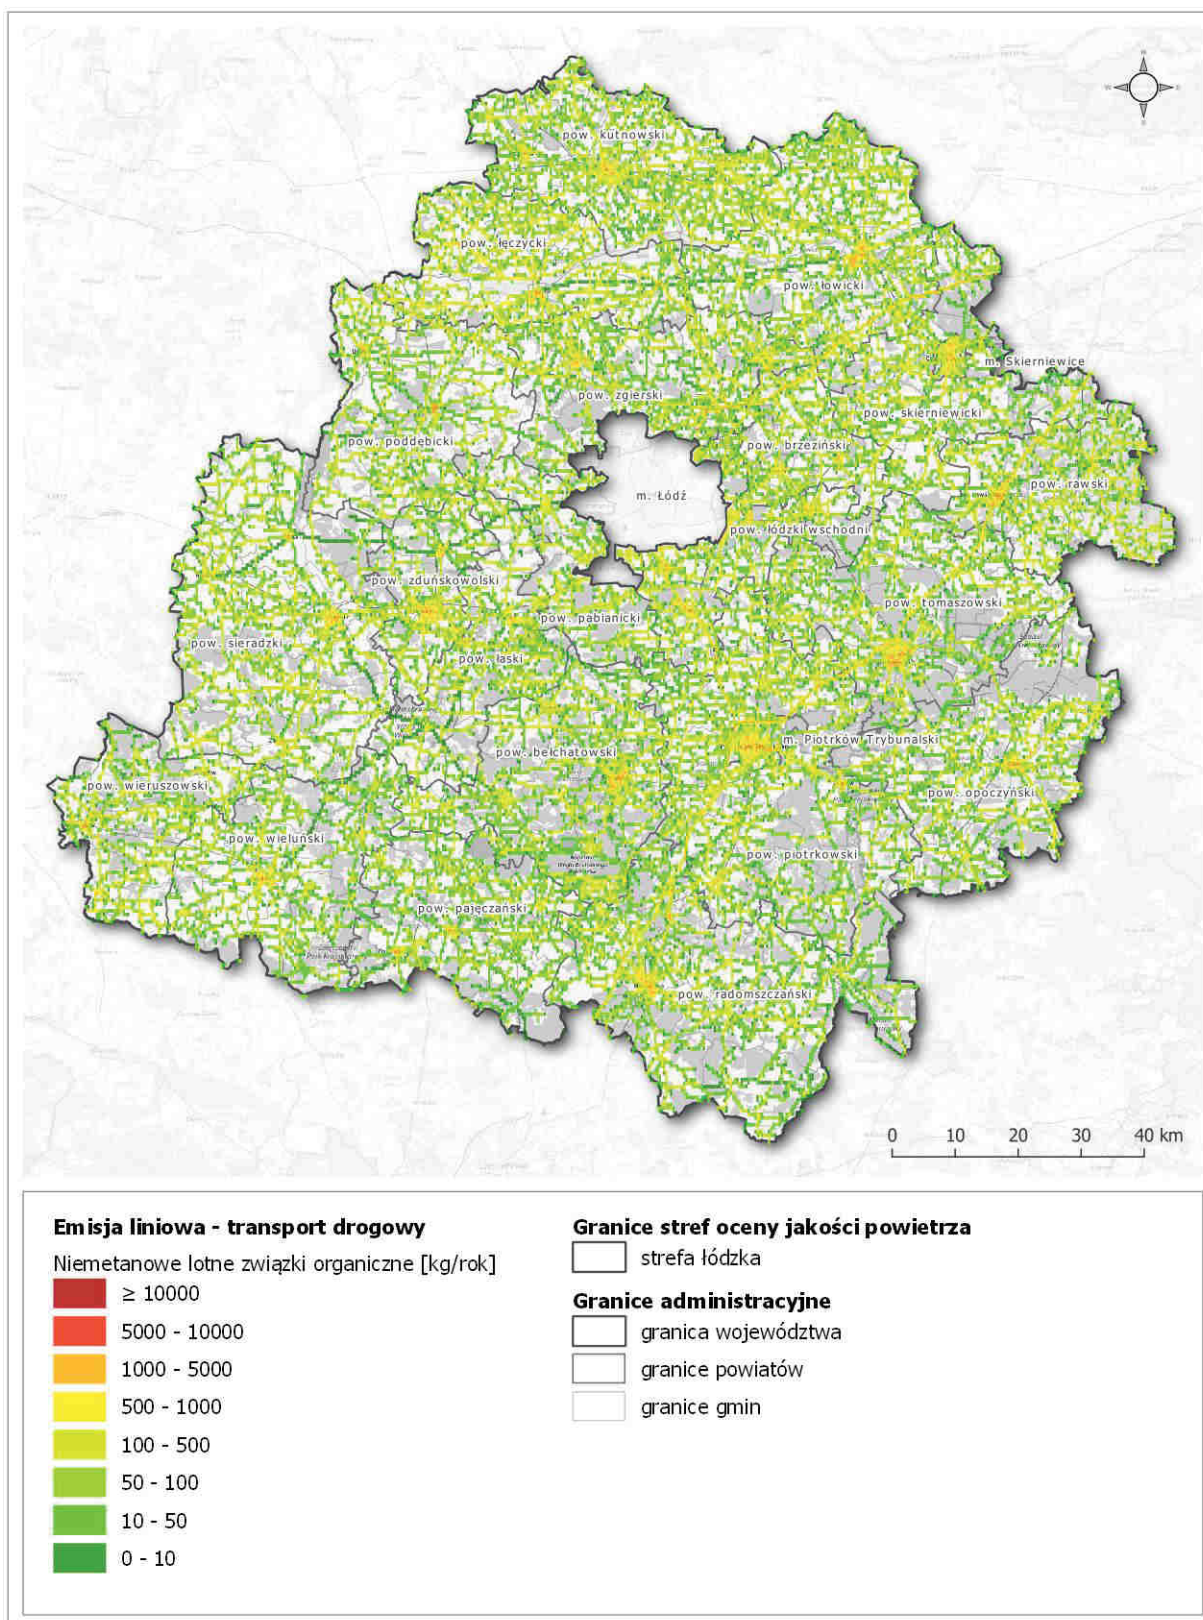 pow. kutnowski
pow. łęczycki
pow. łowicki
m. Skierniewice
pow. zgierski
pow. skierniewicki
pow. poddębicki
pow. brzeziński
pow. rawski
m. Łódź
pow. łódzki wschodni
pow. zduńskowolski
pow. tomaszowski
pow. pabianicki
pow. sieradzki
pow. łaski
m. Piotrków Trybunalski
pow. bełchatowski
pow. wieruszowski
pow. opoczyński
pow. wieluński
pow. piotrkowski
pow. pajęczański
pow. radomszczański
0 10 20 30 40 km
Emisja liniowa - transport drogowy
Niemetanowe lotne związki organiczne [kg/rok]
≥ 10000
5000 - 10000
1000 - 5000
500 - 1000
100 - 500
50 - 100
10 - 50
0 - 10
Granice stref oceny jakości powietrza
strefa łódzka
Granice administracyjne
granica województwa
granice powiatów
granice gmin